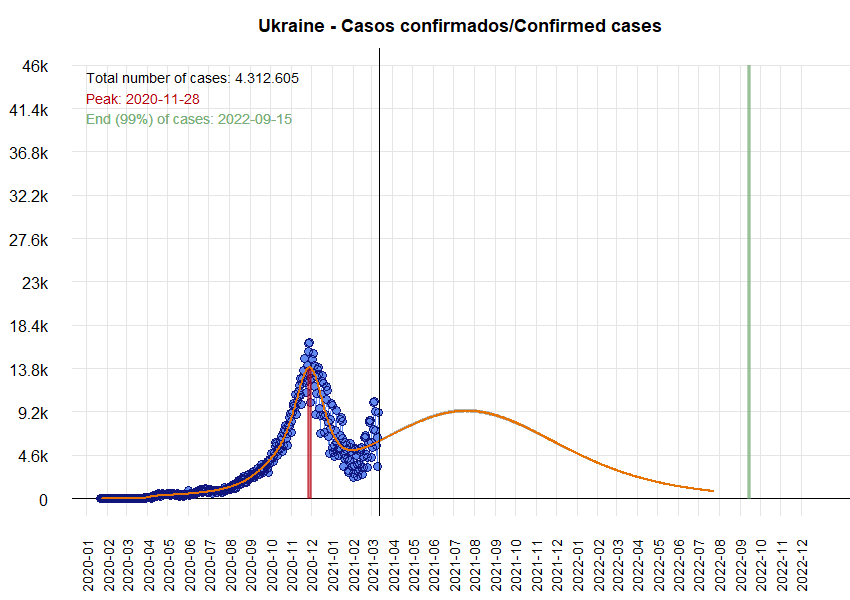 Ukraine - Casos confirmados/Confirmed cases
Total number of cases: 4.312.605
Peak: 2020-11-28
End (99%) of cases: 2022-09-15
46k
41.4k
36.8k
32.2k
27.6k
23k
18.4k
13.8k
9.2k
4.6k
0
2020-01
2020-02
2020-03
2020-04
2020-05
2020-06
2020-07
2020-08
2020-09
2020-10
2020-11
2020-12
2021-01
2021-02
2021-03
2021-04
2021-05
2021-06
2021-07
2021-08
2021-09
2021-10
2021-11
2021-12
2022-01
2022-02
2022-03
2022-04
2022-05
2022-06
2022-07
2022-08
2022-09
2022-10
2022-11
2022-12